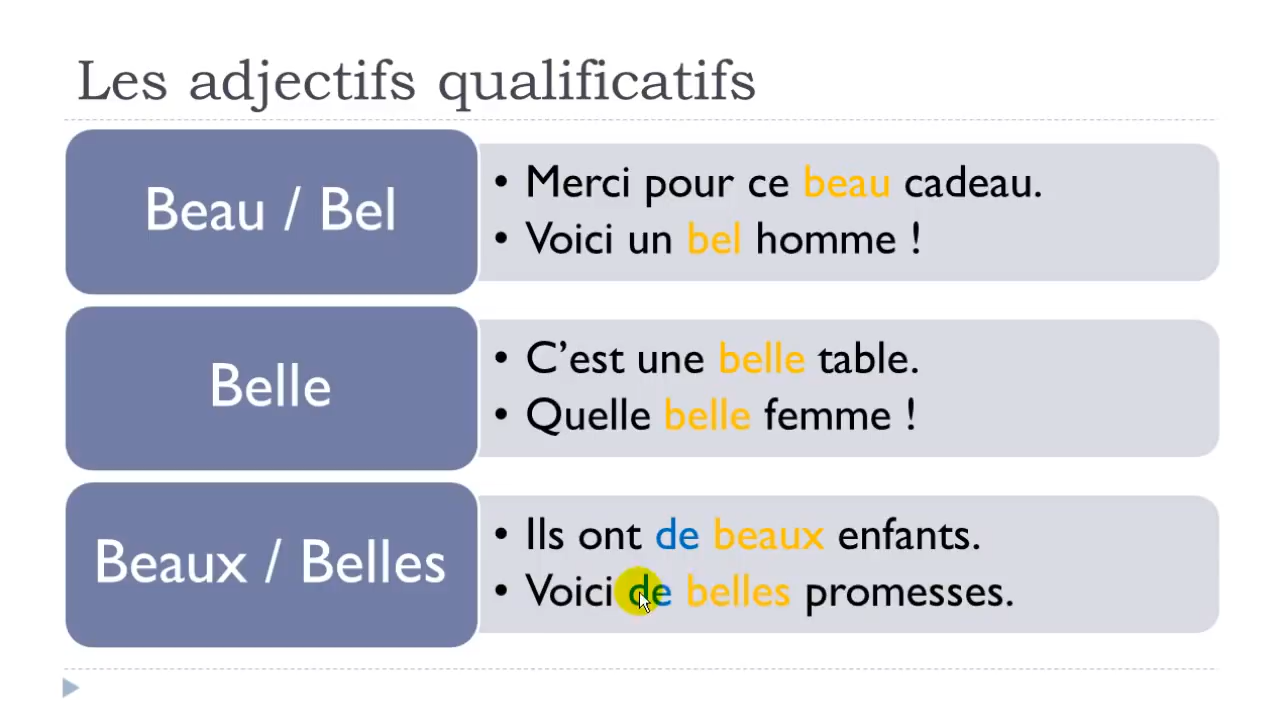 Les adjectifs qualificatifs
Beau / Bel
• Merci pour ce beau cadeau.
• Voici un bel homme !
Belle
• C’est une belle table.
• Quelle belle femme !
Beaux / Belles
• Ils ont de beaux enfants.
• Voici de belles promesses.